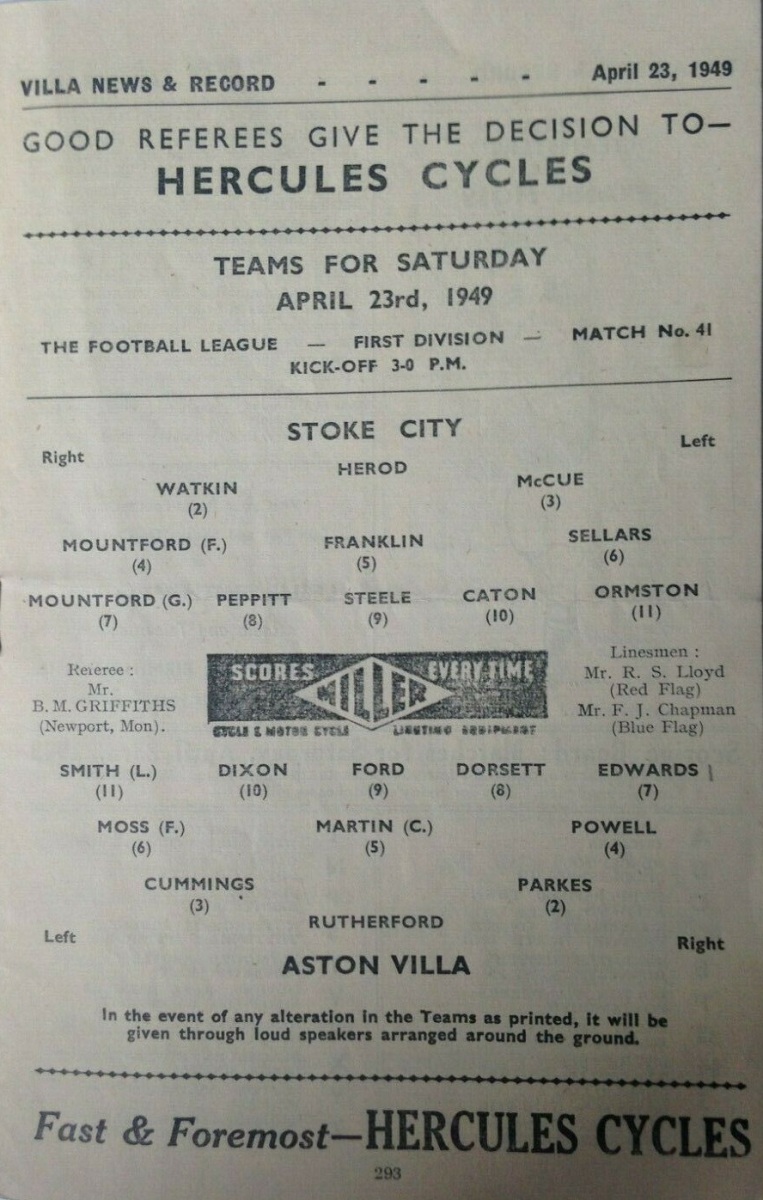 VILLA NEWS & RECORD - - - - - April 23, 1949
GOOD REFEREES GIVE THE DECISION TO—
HERCULES CYCLES
TEAMS FOR SATURDAY
APRIL 23rd, 1949
THE FOOTBALL LEAGUE — FIRST DIVISION — MATCH No. 41
KICK-OFF 3-0 P.M.
STOKE CITY
Right Left
HEROD
WATKIN McCUE
(2) (3)
MOUNTFORD (F.) FRANKLIN SELLARS
(4) (5) (6)
MOUNTFORD (G.) PEPPITT STEELE CATON ORMSTON
(7) (8) (9) (10) (11)
Referee :
Mr.
B. M. GRIFFITHS
(Newport, Mon).
SCORES EVERY TIME
MILLER
CYCLE & MOTOR CYCLE LIGHTING EQUIPMENT
Linesmen :
Mr. R. S. Lloyd
(Red Flag)
Mr. F. J. Chapman
(Blue Flag)
SMITH (L.) DIXON FORD DORSETT EDWARDS
(11) (10) (9) (8) (7)
MOSS (F.) MARTIN (C.) POWELL
(6) (5) (4)
CUMMINGS PARKES
(3) (2)
RUTHERFORD
Left Right
ASTON VILLA
In the event of any alteration in the Teams as printed, it will be
given through loud speakers arranged around the ground.
Fast & Foremost—HERCULES CYCLES
293